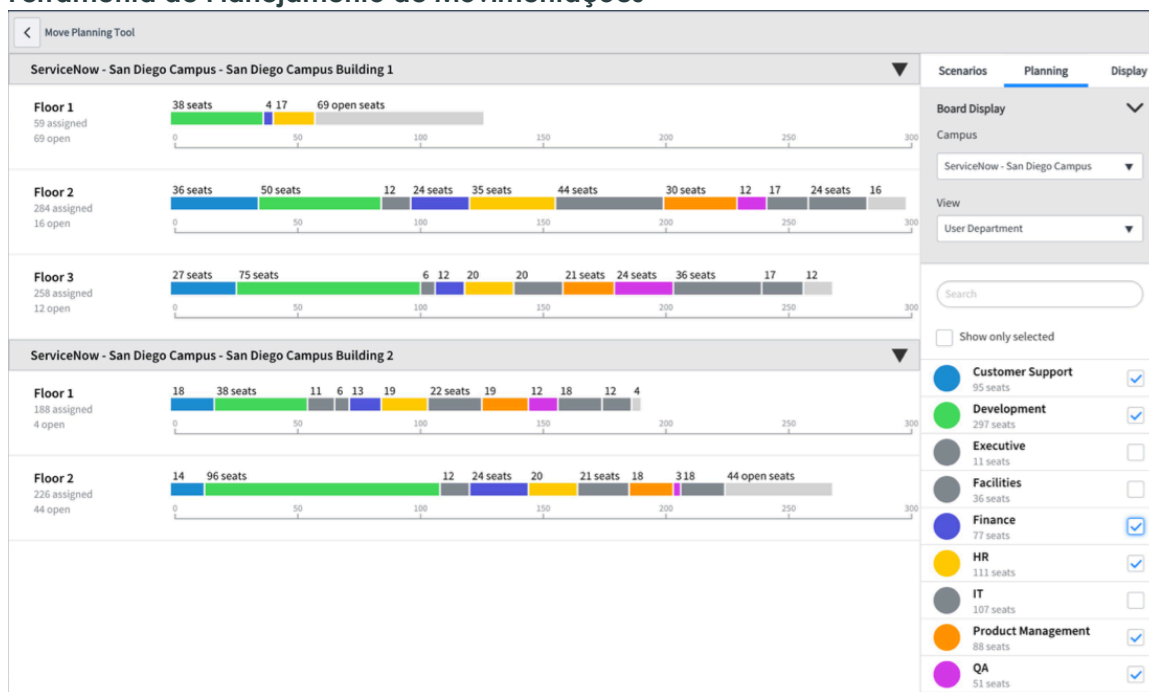 Ferramenta de Planejamento de Movimentações
Move Planning Tool
ServiceNow - San Diego Campus - San Diego Campus Building 1
Floor 1
59 assigned
69 open
38 seats 4 17 69 open seats
0 50 100 150 200 250 300
Floor 2
284 assigned
16 open
36 seats 50 seats 12 24 seats 35 seats 44 seats 30 seats 12 17 24 seats 16
0 50 100 150 200 250 300
Floor 3
258 assigned
12 open
27 seats 75 seats 6 12 20 20 21 seats 24 seats 36 seats 17 12
0 50 100 150 200 250 300
ServiceNow - San Diego Campus - San Diego Campus Building 2
Floor 1
188 assigned
4 open
18 38 seats 11 6 13 19 22 seats 19 12 18 12 4
0 50 100 150 200 250 300
Floor 2
226 assigned
44 open
14 96 seats 12 24 seats 20 21 seats 18 3 18 44 open seats
0 50 100 150 200 250 300
Scenarios Planning Display
Board Display
Campus
ServiceNow - San Diego Campus
View
User Department
Search
Show only selected
Customer Support
95 seats
Development
297 seats
Executive
11 seats
Facilities
36 seats
Finance
77 seats
HR
111 seats
IT
107 seats
Product Management
88 seats
QA
51 seats